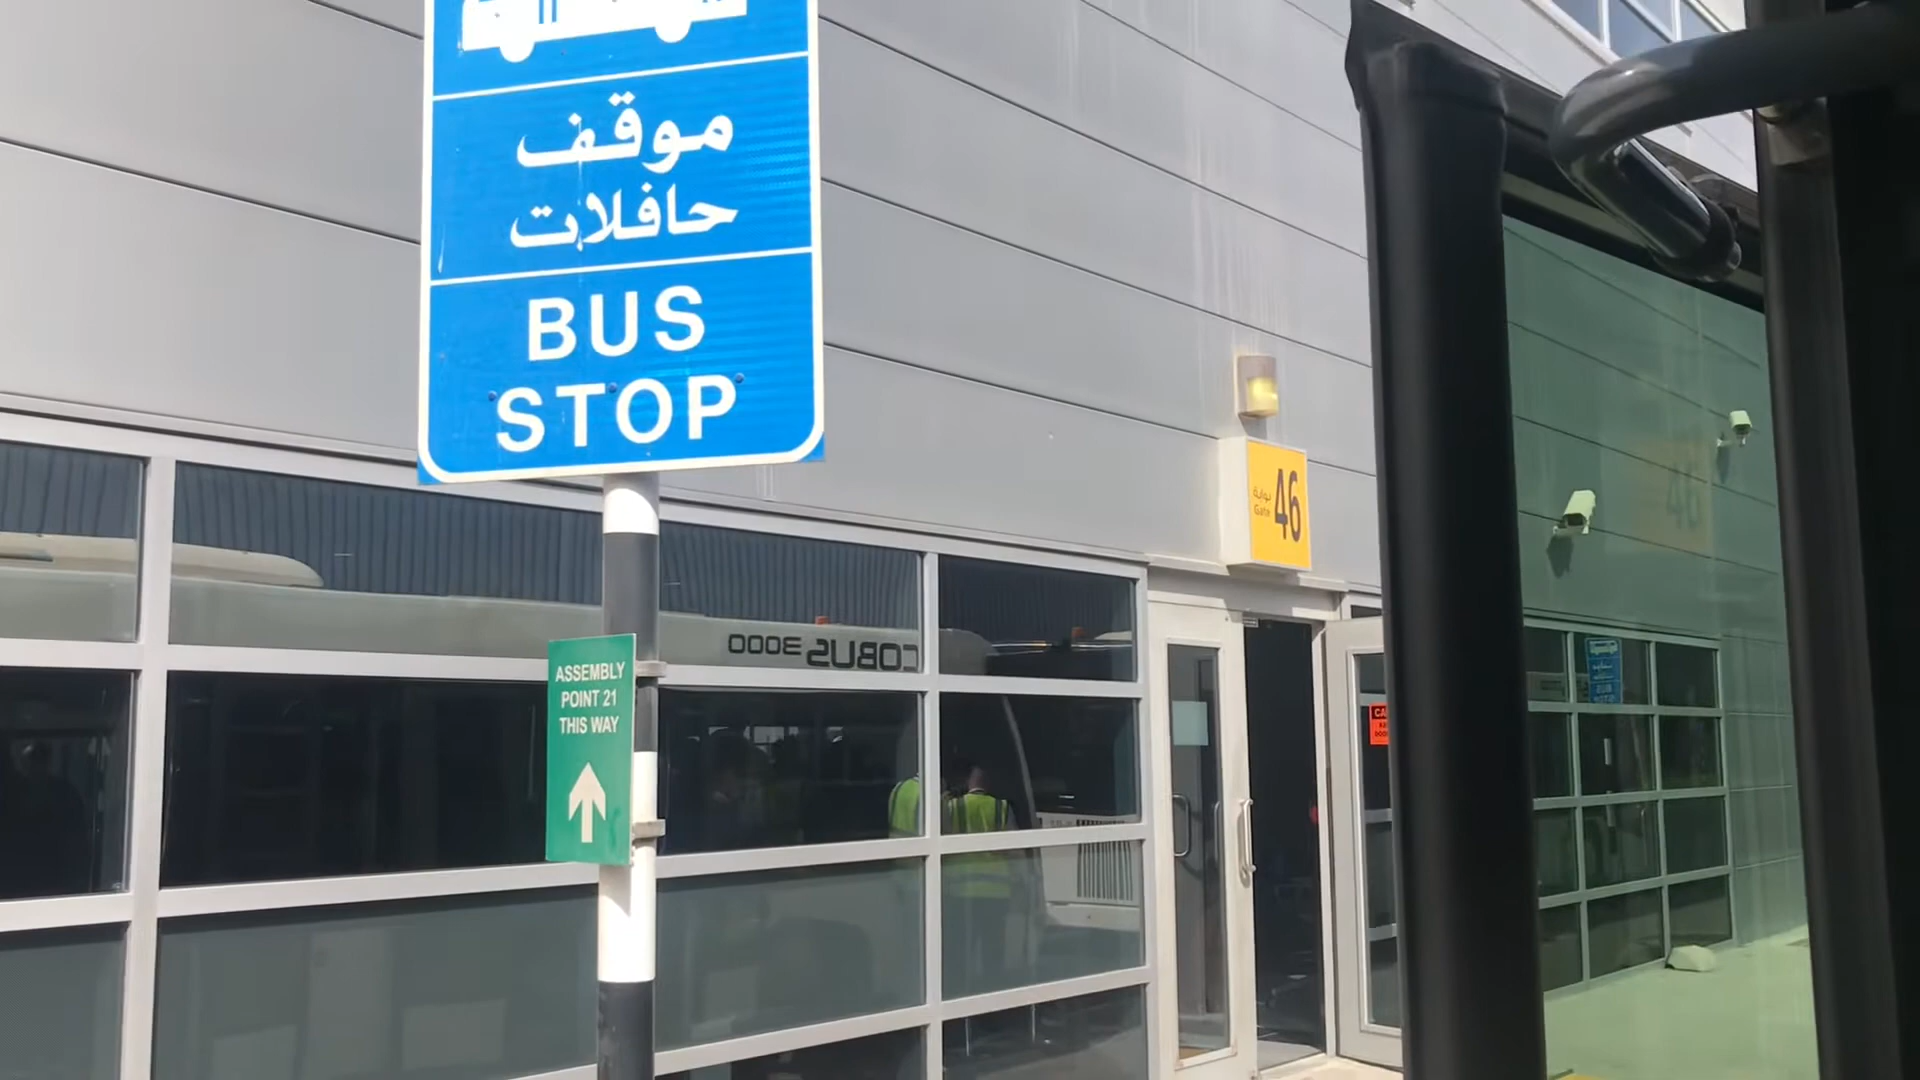 موقف
حافلات
BUS
STOP
بوابة
Gate
46
ASSEMBLY
POINT 21
THIS WAY
COBUS 3000